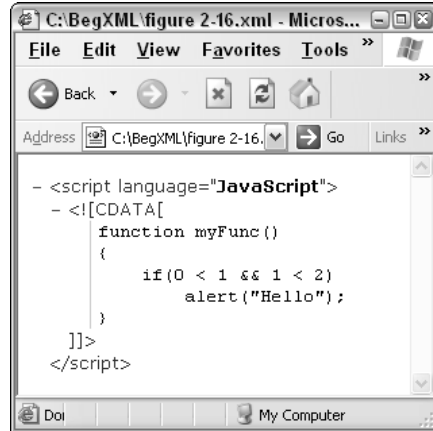 C:\BegXML\figure 2-16.xml - Micros...
File Edit View Favorites Tools »
Back »
Address C:\BegXML\figure 2-16. Go Links »
– <script language="JavaScript">
– <![CDATA[
function myFunc()
{
if(0 < 1 && 1 < 2)
alert("Hello");
}
]]>
</script>
My Computer